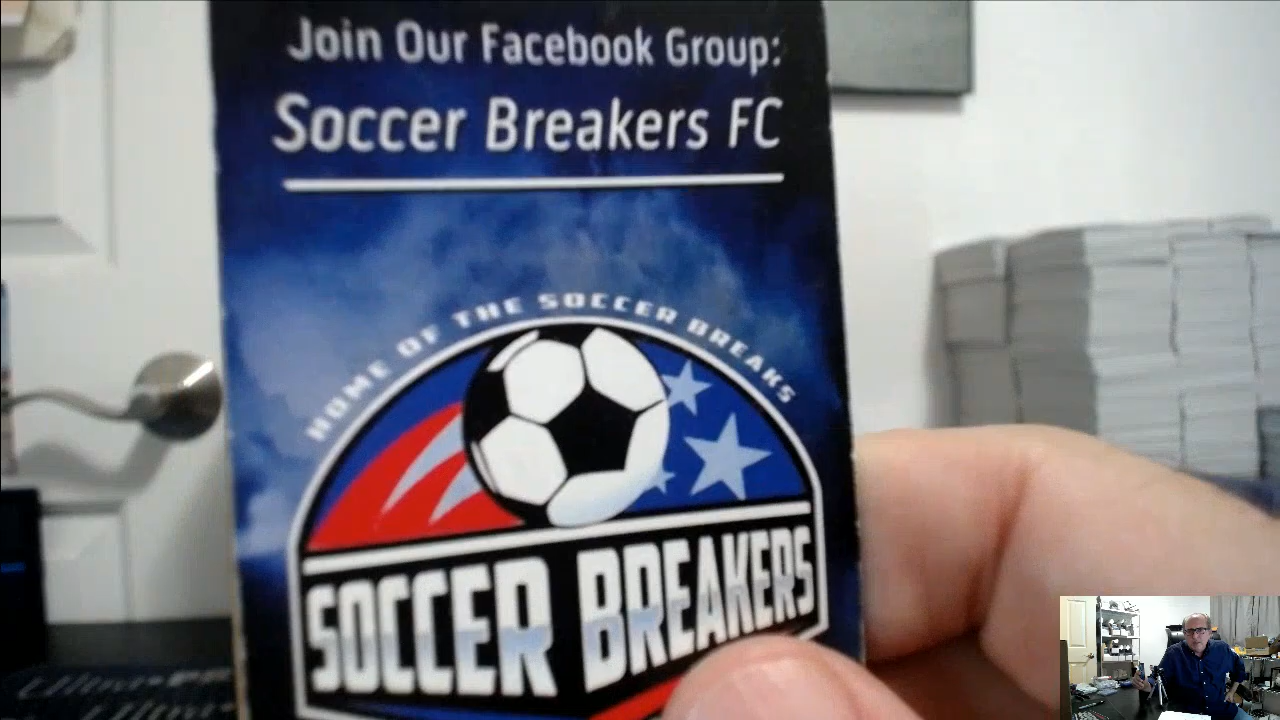 Join Our Facebook Group:
Soccer Breakers FC
HOME OF THE SOCCER BREAKS
SOCCER BREAKERS